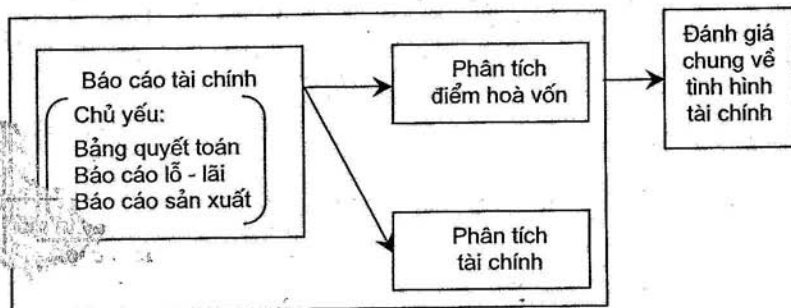 Báo cáo tài chính
Chủ yếu:
Bảng quyết toán
Báo cáo lỗ - lãi
Báo cáo sản xuất
Phân tích
điểm hoà vốn
Phân tích
tài chính
Đánh giá
chung về
tình hình
tài chính